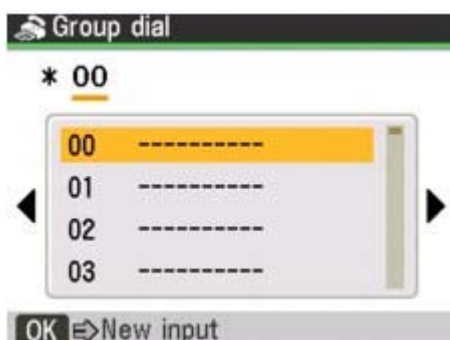 Group dial
* 00
00 ----------
01 ----------
02 ----------
03 ----------
OK ⇨New input